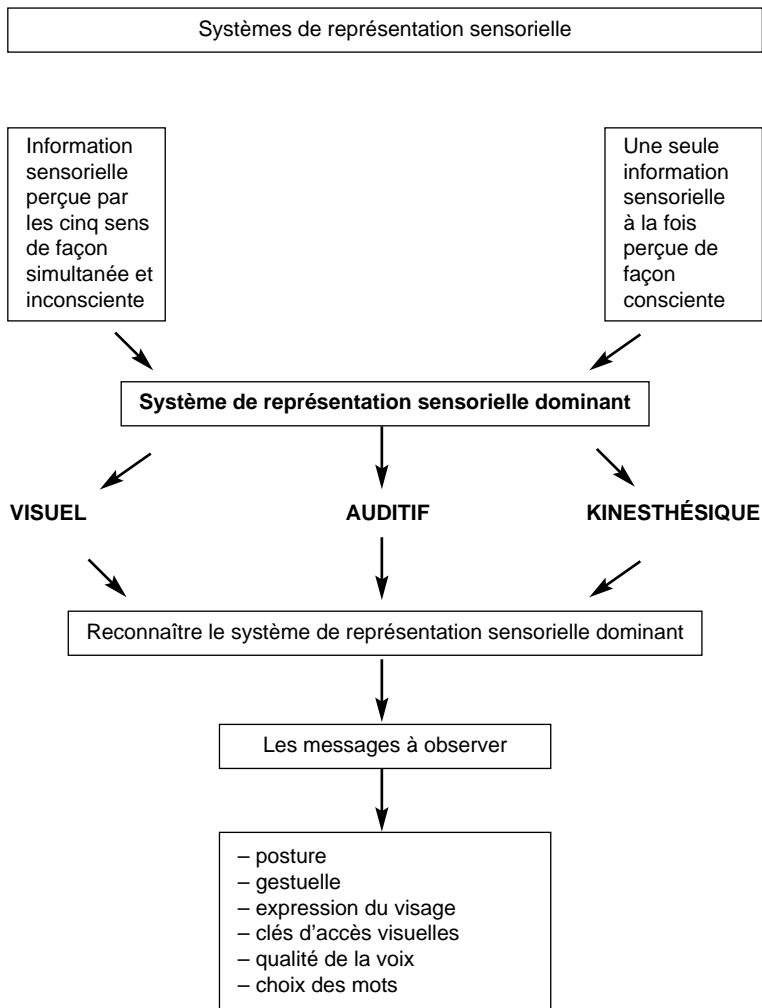 Systèmes de représentation sensorielle
Information
sensorielle
perçue par
les cinq sens
de façon
simultanée et
inconsciente
Une seule
information
sensorielle
à la fois
perçue de
façon
consciente
Système de représentation sensorielle dominant
VISUEL
AUDITIF
KINESTHÉSIQUE
Reconnaître le système de représentation sensorielle dominant
Les messages à observer
– posture
– gestuelle
– expression du visage
– clés d'accès visuelles
– qualité de la voix
– choix des mots